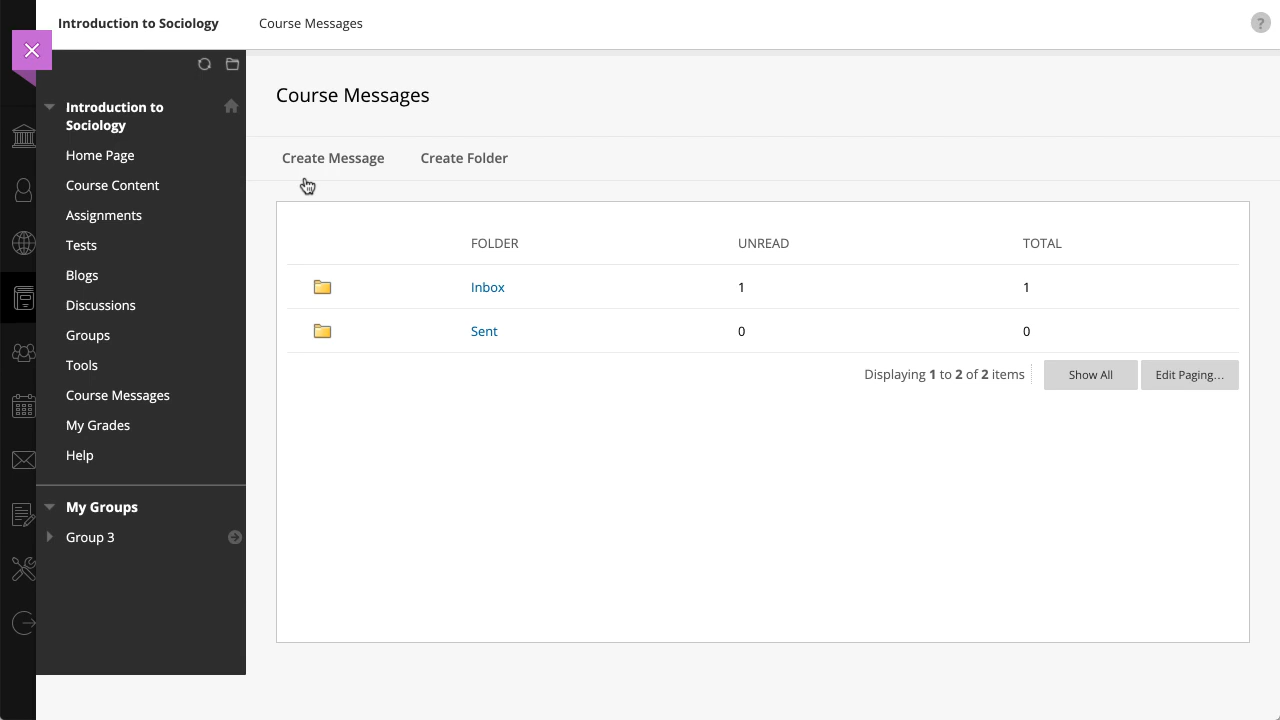 Introduction to Sociology
Course Messages
?
Introduction to
Sociology
Home Page
Course Content
Assignments
Tests
Blogs
Discussions
Groups
Tools
Course Messages
My Grades
Help
My Groups
Group 3
Course Messages
Create Message Create Folder
FOLDER UNREAD TOTAL
Inbox 1 1
Sent 0 0
Displaying 1 to 2 of 2 items Show All Edit Paging...